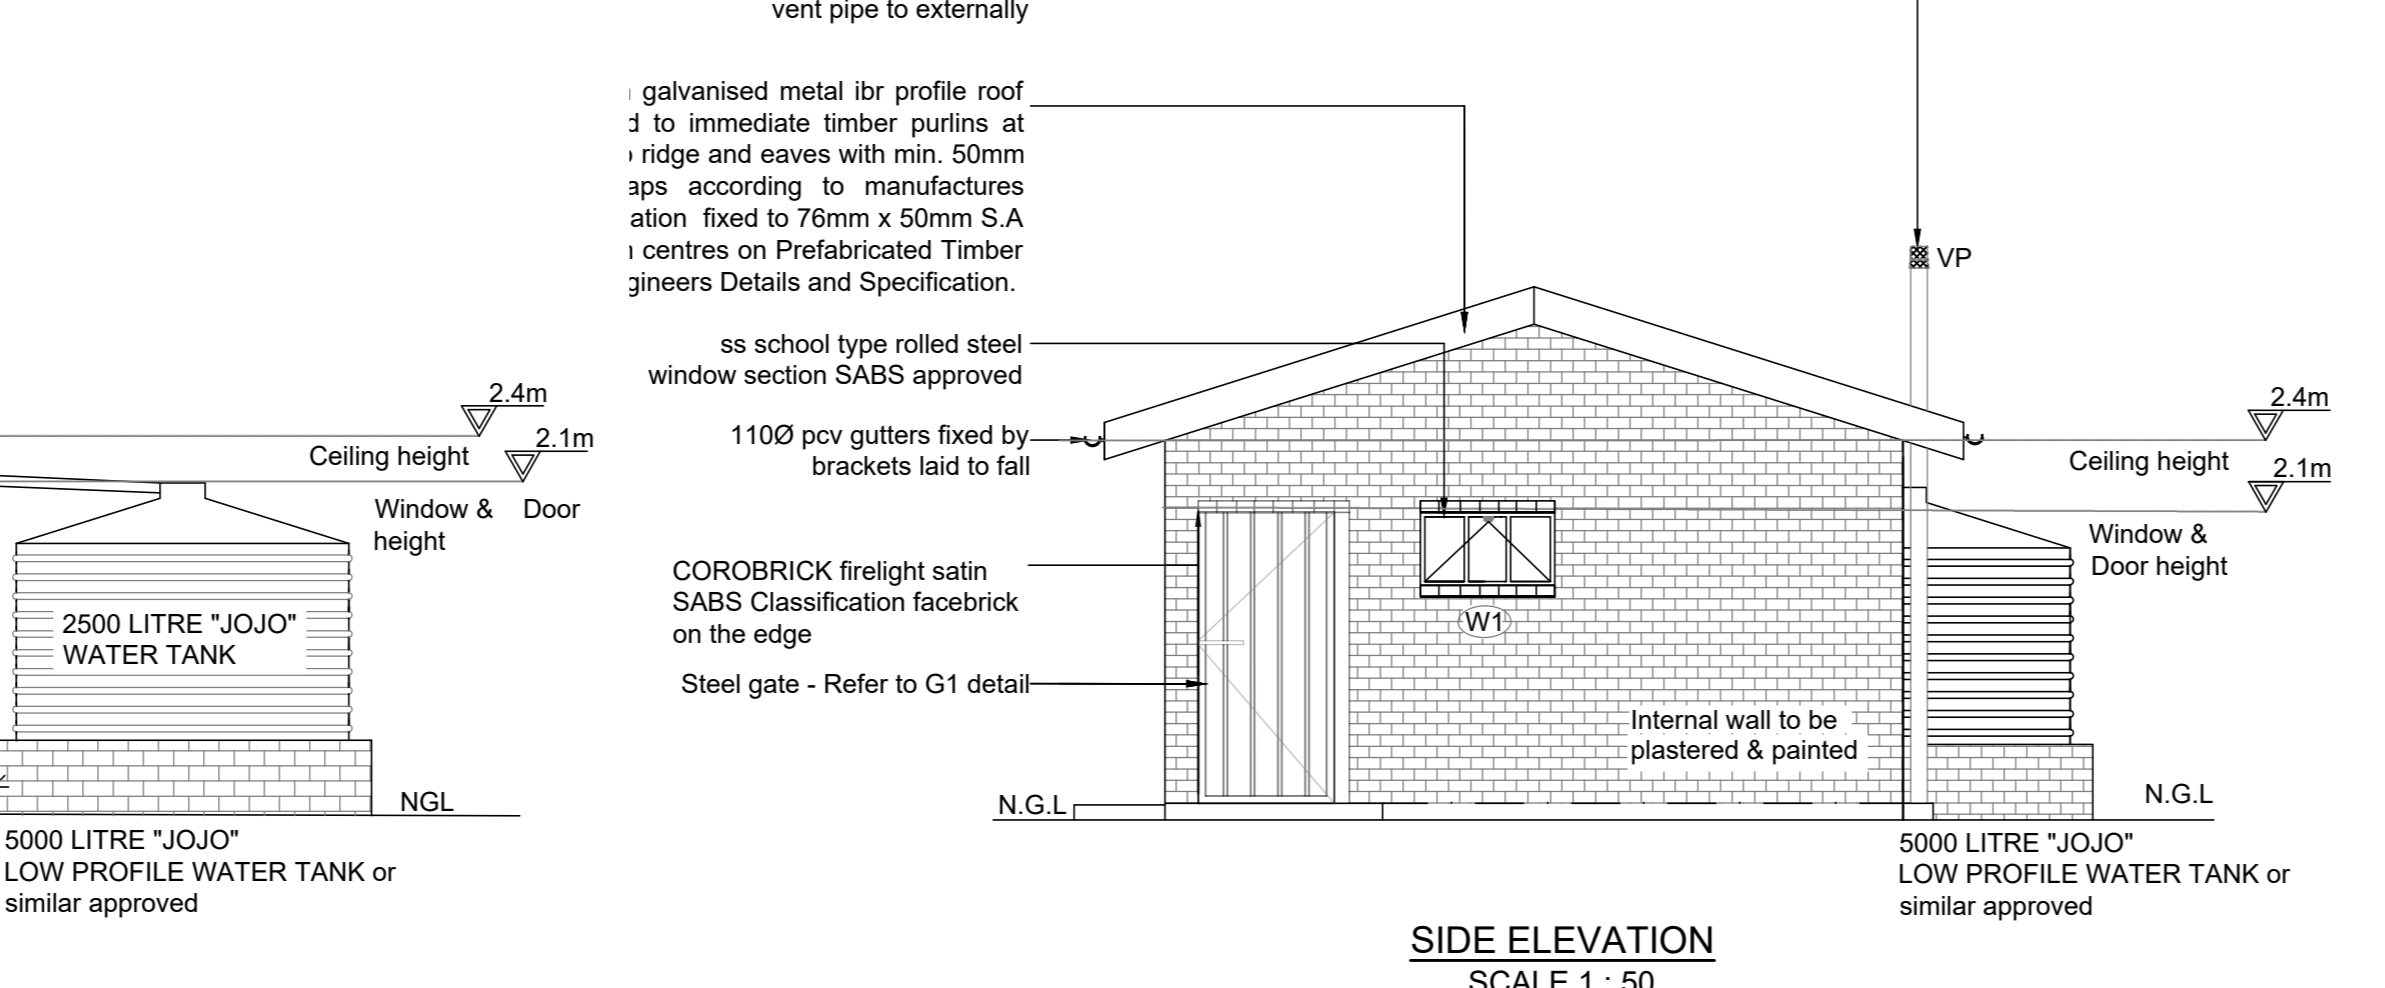 vent pipe to externally
galvanised metal ibr profile roof
to immediate timber purlins at
ridge and eaves with min. 50mm
according to manufactures
fixed to 76mm x 50mm S.A
centres on Prefabricated Timber
Details and Specification.
ss school type rolled steel
window section SABS approved
110Ø pcv gutters fixed by
brackets laid to fall
COROBRICK firelight satin
SABS Classification facebrick
on the edge
Steel gate - Refer to G1 detail
2.4m
Ceiling height
2.1m
Window & Door
height
2500 LITRE "JOJO"
WATER TANK
NGL
5000 LITRE "JOJO"
LOW PROFILE WATER TANK or
similar approved
VP
W1
Internal wall to be
plastered & painted
N.G.L
2.4m
Ceiling height
2.1m
Window &
Door height
N.G.L
5000 LITRE "JOJO"
LOW PROFILE WATER TANK or
similar approved
SIDE ELEVATION
SCALE 1 : 50